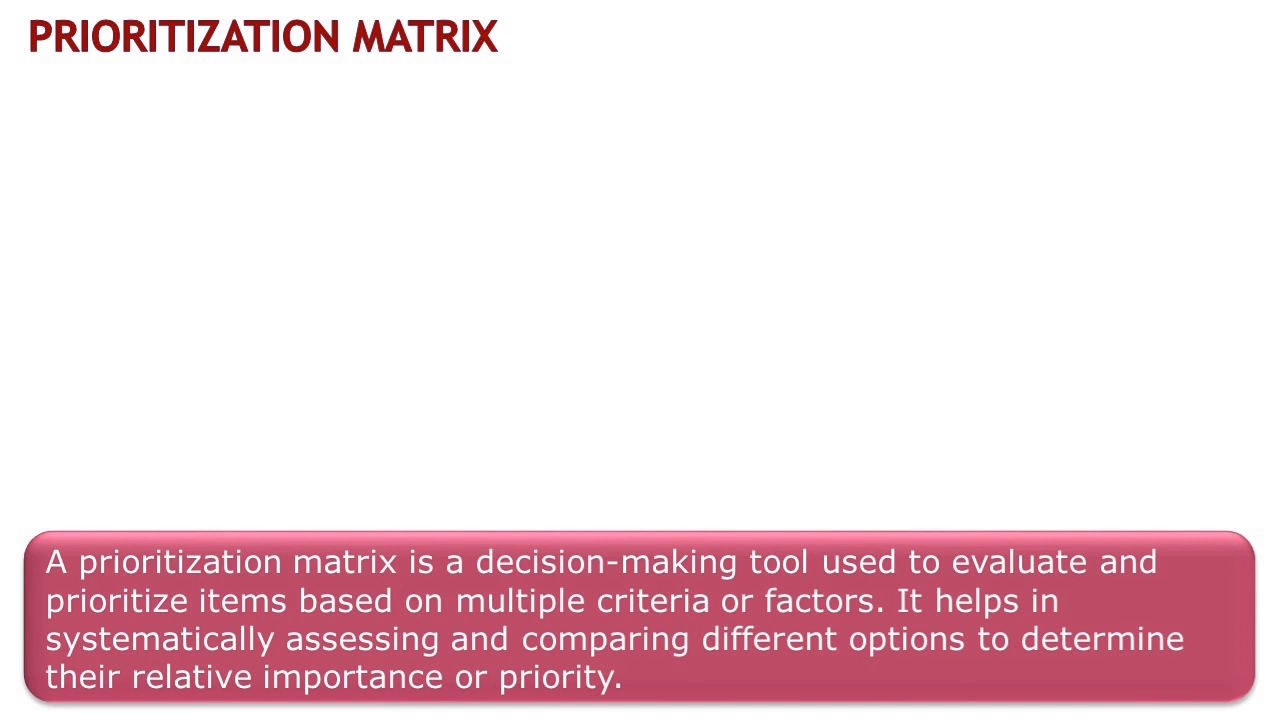 PRIORITIZATION MATRIX
A prioritization matrix is a decision-making tool used to evaluate and
prioritize items based on multiple criteria or factors. It helps in
systematically assessing and comparing different options to determine
their relative importance or priority.